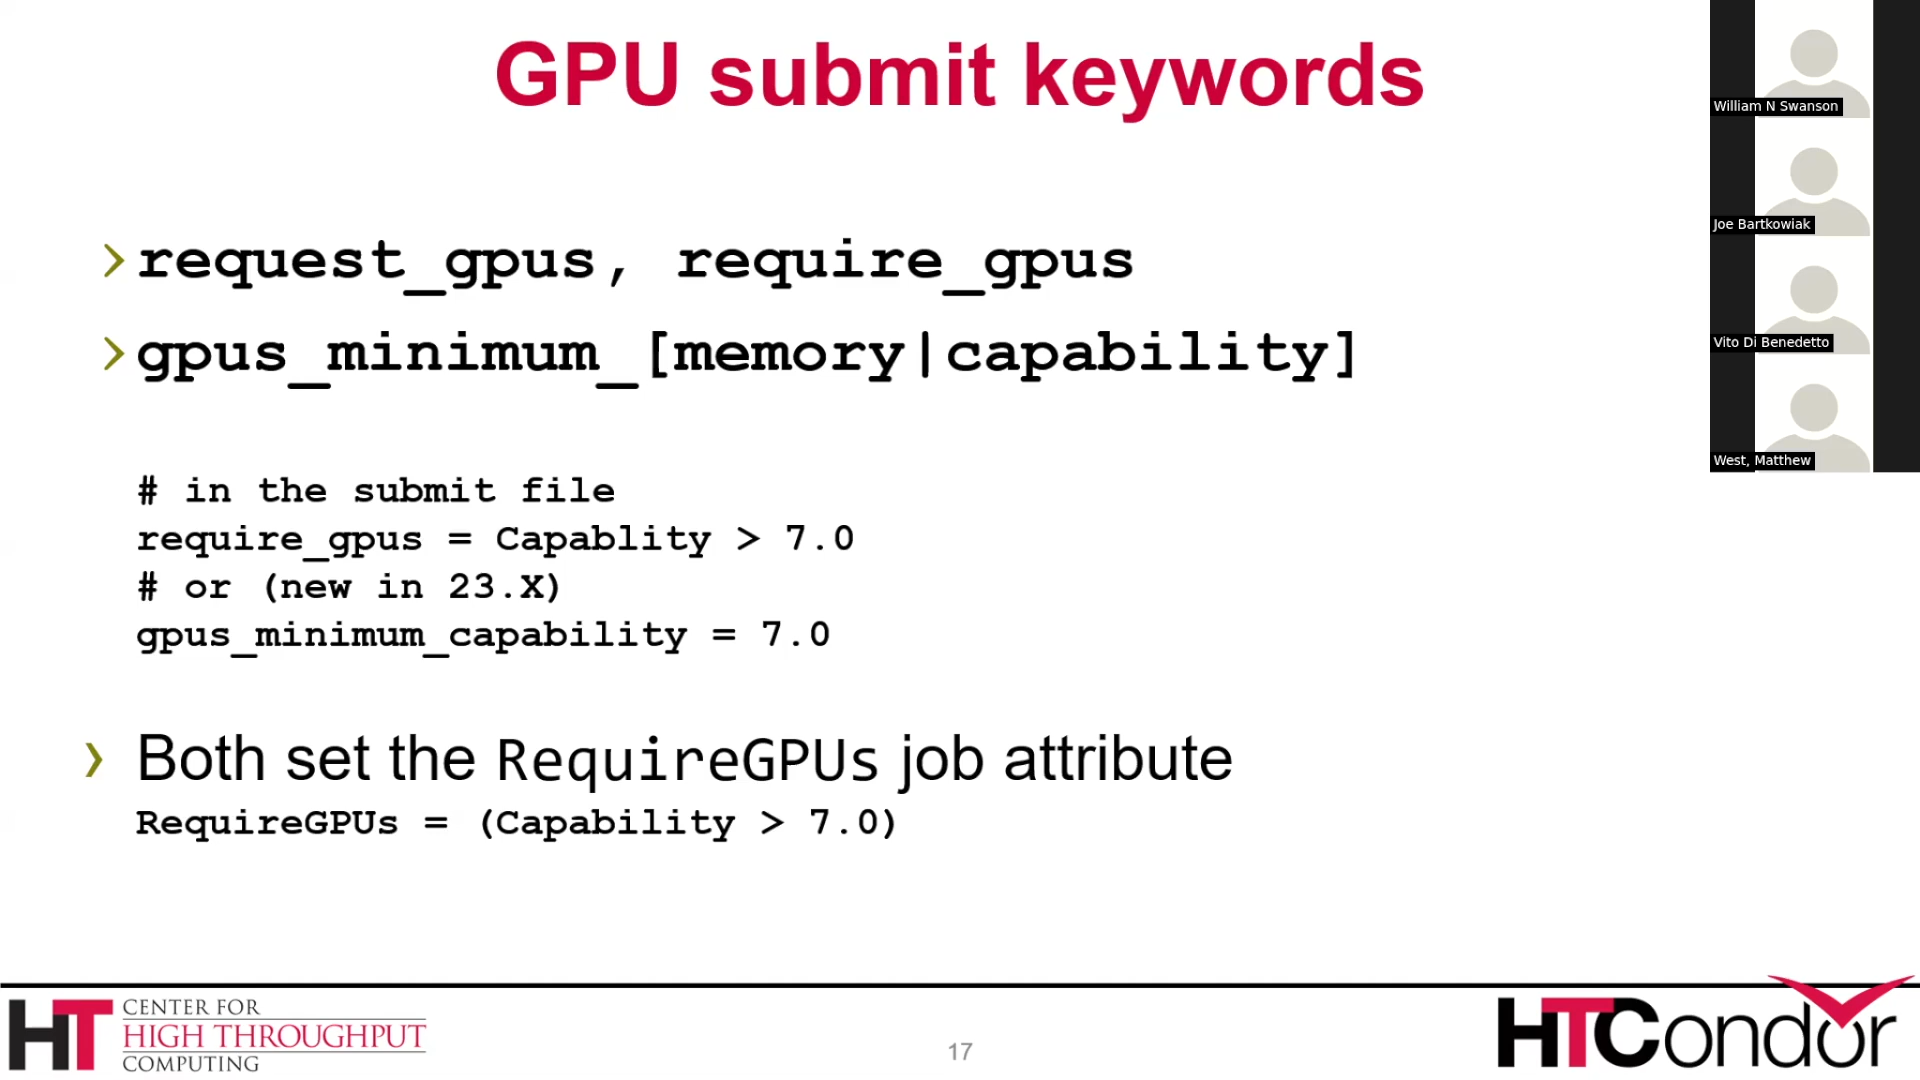 GPU submit keywords
› request_gpus, require_gpus
› gpus_minimum_[memory|capability]
# in the submit file
require_gpus = Capablity > 7.0
# or (new in 23.X)
gpus_minimum_capability = 7.0
› Both set the RequireGPUs job attribute
RequireGPUs = (Capability > 7.0)
William N Swanson
Joe Bartkowiak
Vito Di Benedetto
West, Matthew
HT
CENTER FOR
HIGH THROUGHPUT
COMPUTING
17
HTCondor